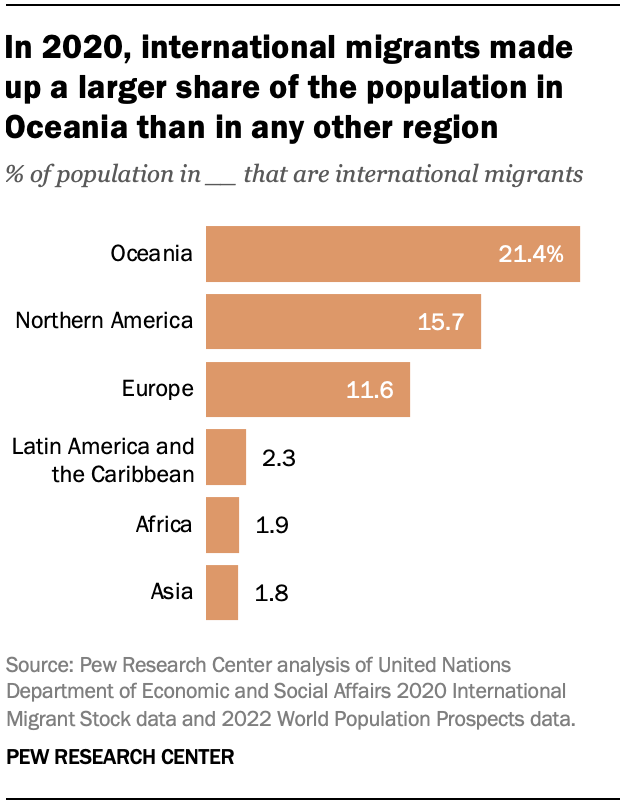 In 2020, international migrants made
up a larger share of the population in
Oceania than in any other region
% of population in __ that are international migrants
Oceania 21.4%
Northern America 15.7
Europe 11.6
Latin America and
the Caribbean 2.3
Africa 1.9
Asia 1.8
Source: Pew Research Center analysis of United Nations
Department of Economic and Social Affairs 2020 International
Migrant Stock data and 2022 World Population Prospects data.
PEW RESEARCH CENTER